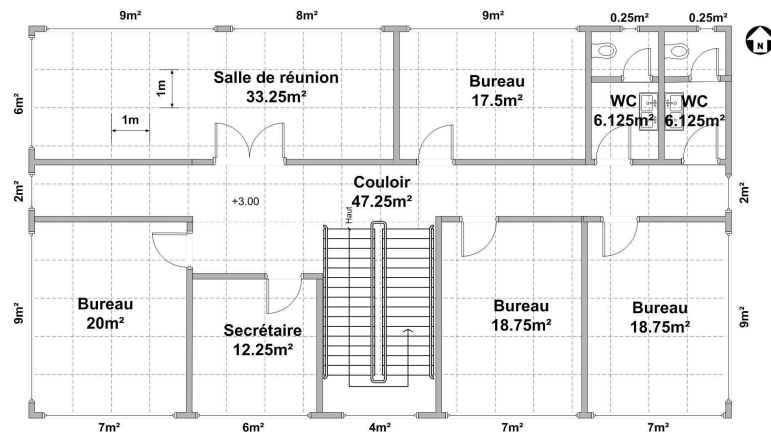 9m²
8m²
9m²
0.25m²
0.25m²
N
6m²
1m
1m
Salle de réunion
33.25m²
Bureau
17.5m²
WC
6.125m²
WC
6.125m²
2m²
+3.00
Couloir
47.25m²
Haut
2m²
9m²
Bureau
20m²
Secrétaire
12.25m²
Bureau
18.75m²
Bureau
18.75m²
9m²
7m²
6m²
4m²
7m²
7m²